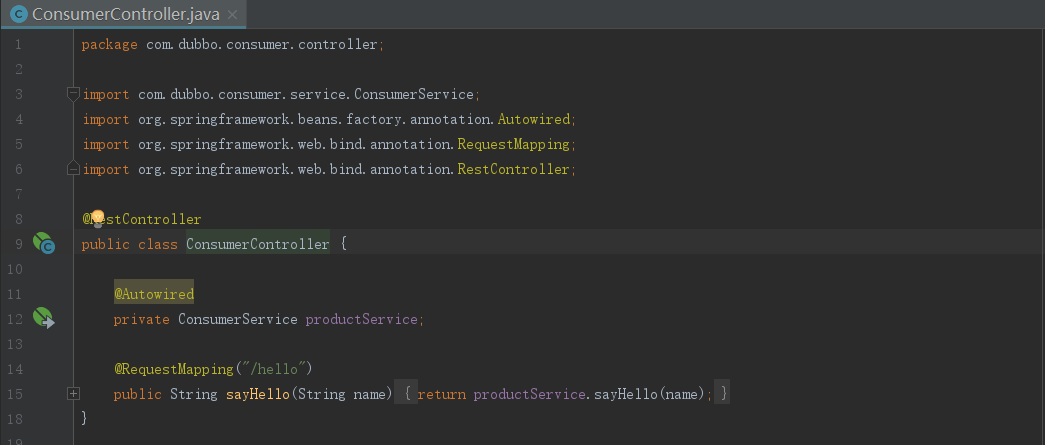 ConsumerController.java
1 package com.dubbo.consumer.controller;
2
3 import com.dubbo.consumer.service.ConsumerService;
4 import org.springframework.beans.factory.annotation.Autowired;
5 import org.springframework.web.bind.annotation.RequestMapping;
6 import org.springframework.web.bind.annotation.RestController;
7
8 @RestController
9 public class ConsumerController {
10
11 @Autowired
12 private ConsumerService productService;
13
14 @RequestMapping("/hello")
15 public String sayHello(String name) { return productService.sayHello(name); }
18 }
19